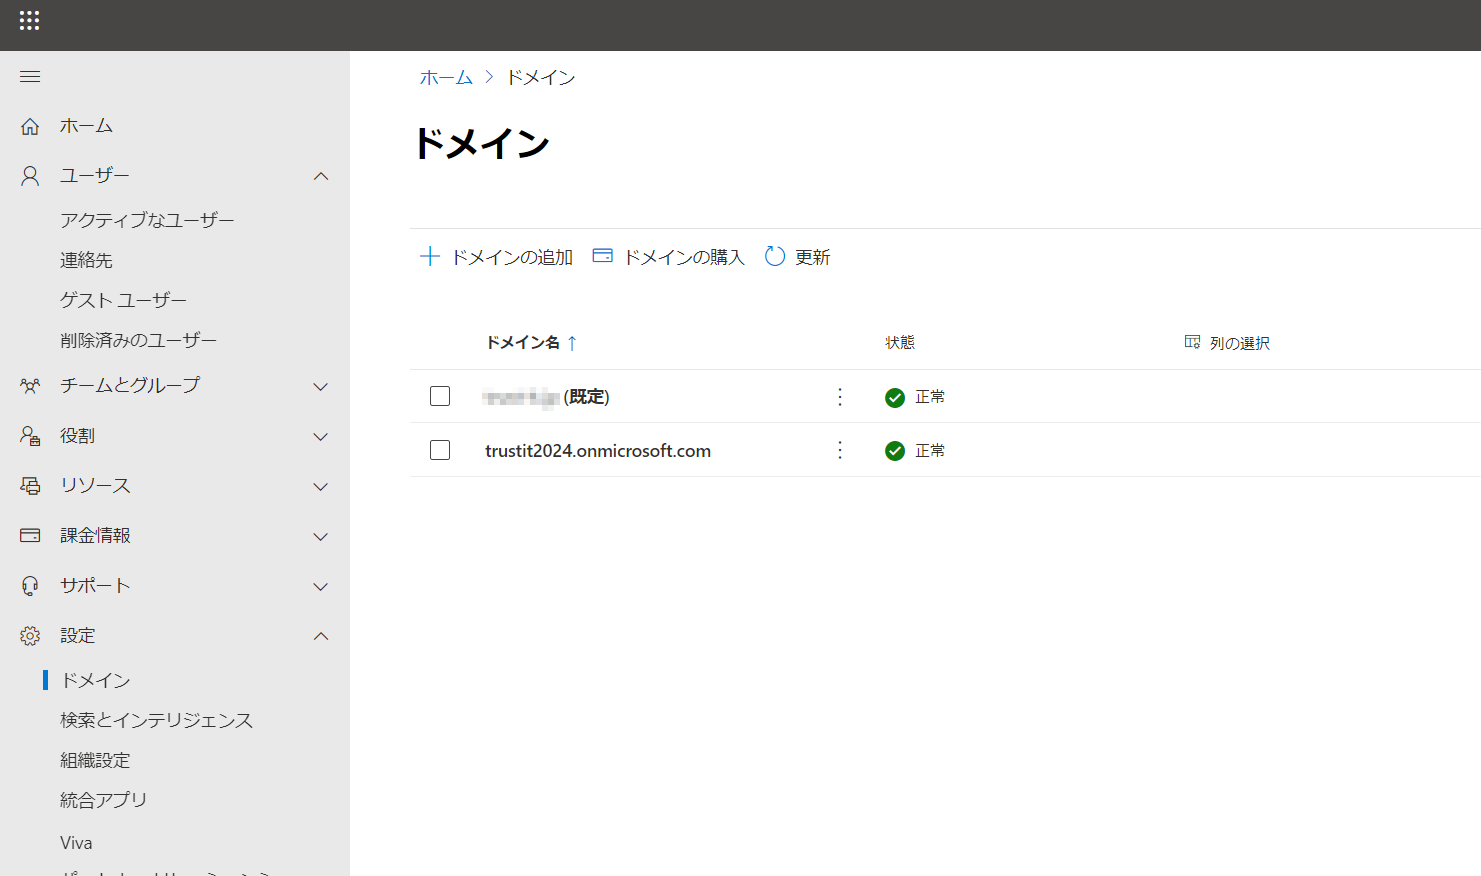 ホーム
ユーザー
アクティブなユーザー
連絡先
ゲスト ユーザー
削除済みのユーザー
チームとグループ
役割
リソース
課金情報
サポート
設定
ドメイン
検索とインテリジェンス
組織設定
統合アプリ
Viva
ホーム > ドメイン
ドメイン
ドメインの追加 ドメインの購入 更新
ドメイン名 ↑ 状態 列の選択
(既定) 正常
trustit2024.onmicrosoft.com 正常